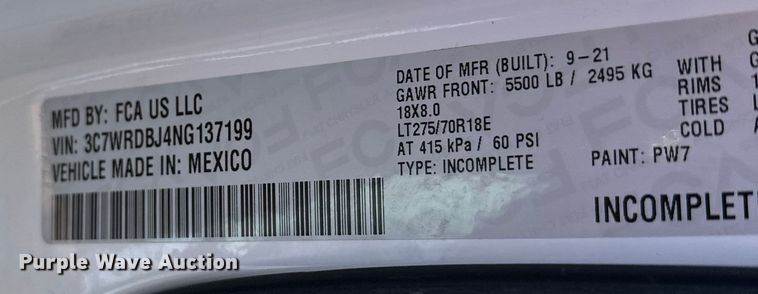 MFD BY: FCA US LLC
VIN: 3C7WRDBJ4NG137199
VEHICLE MADE IN: MEXICO
DATE OF MFR (BUILT): 9-21
GAWR FRONT: 5500 LB / 2495 KG
18X8.0
LT275/70R18E
AT 415 kPa / 60 PSI
TYPE: INCOMPLETE
WITH
RIMS
TIRES
COLD
PAINT: PW7
Purple Wave Auction